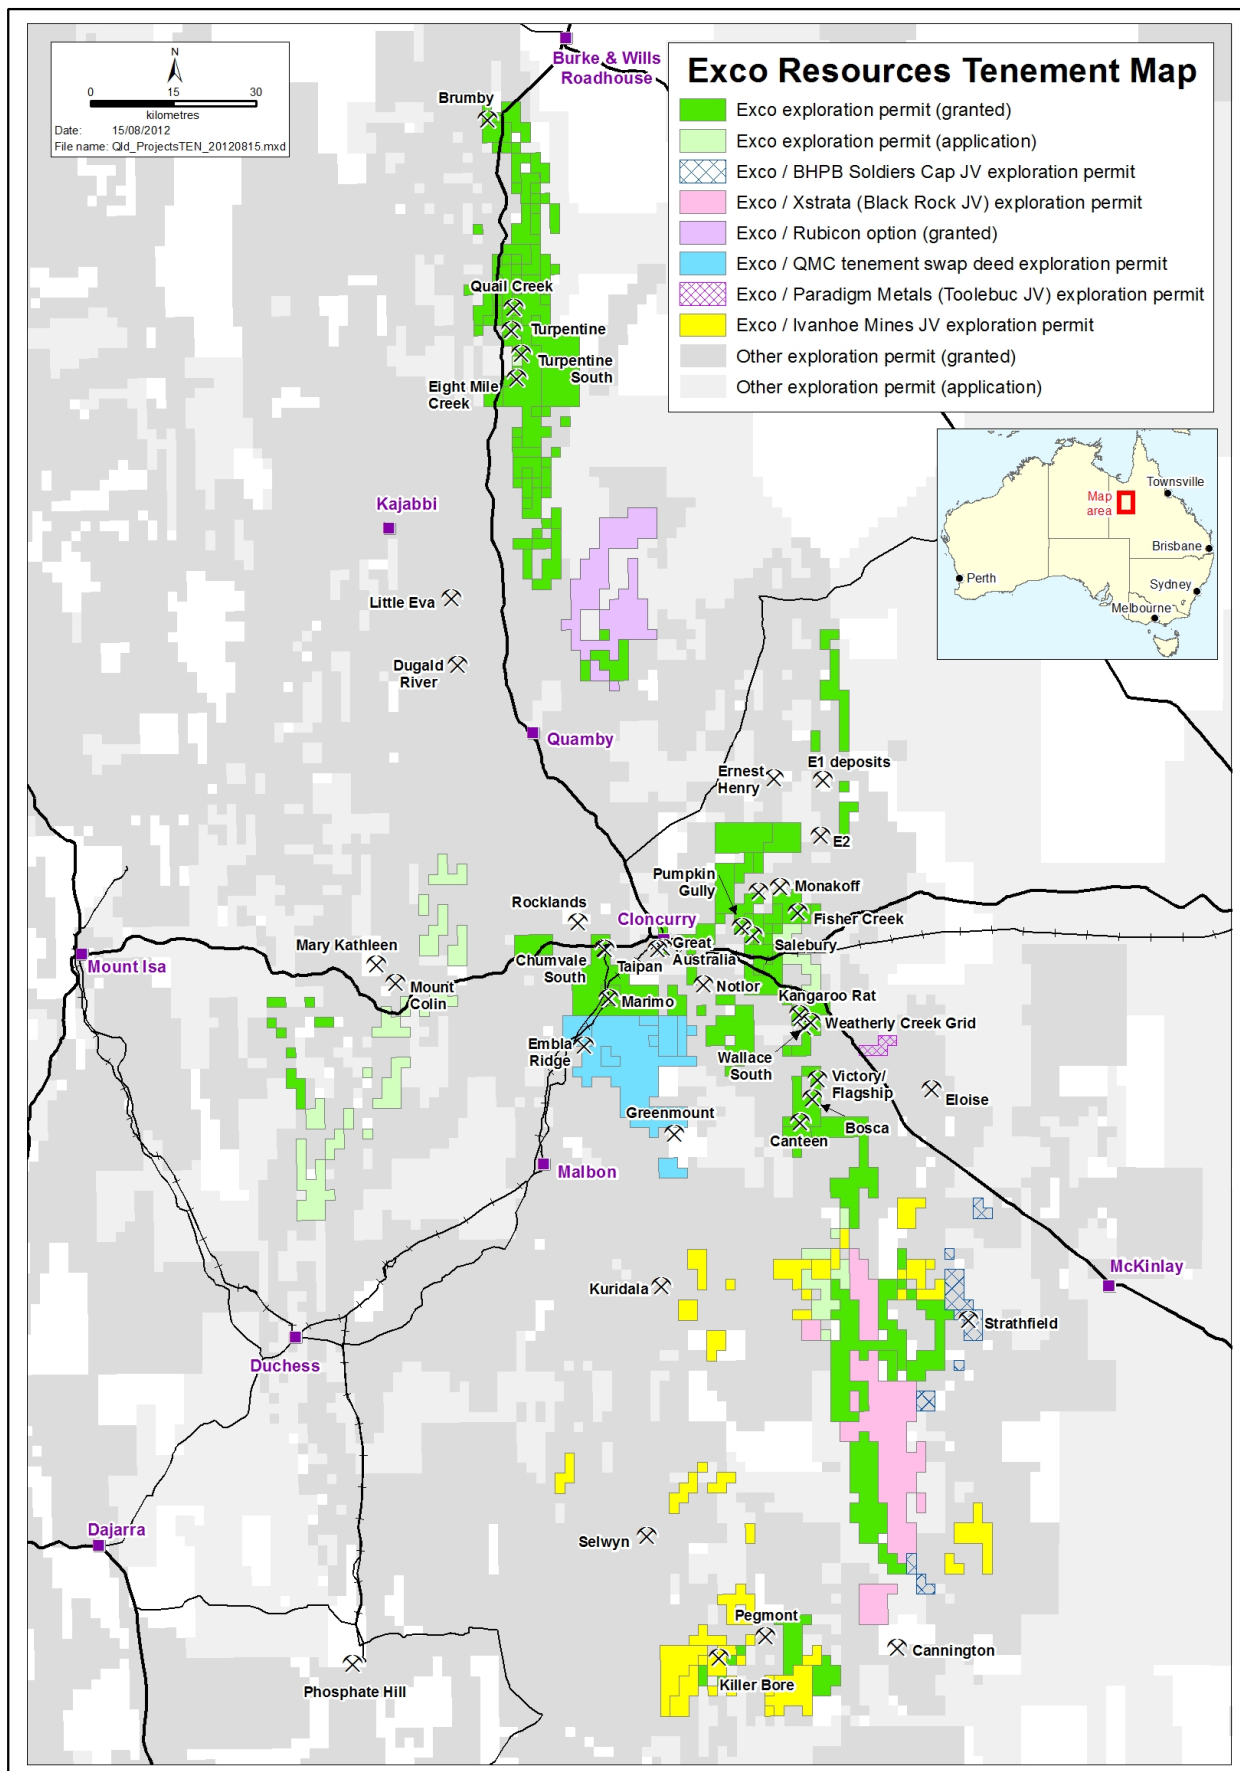 N
0 15 30
kilometres
Date: 15/08/2012
File name: Qld_ProjectsTEN_20120815.mxd
Burke & Wills
Roadhouse
Exco Resources Tenement Map
Exco exploration permit (granted)
Exco exploration permit (application)
Exco / BHPB Soldiers Cap JV exploration permit
Exco / Xstrata (Black Rock JV) exploration permit
Exco / Rubicon option (granted)
Exco / QMC tenement swap deed exploration permit
Exco / Paradigm Metals (Toolebuc JV) exploration permit
Exco / Ivanhoe Mines JV exploration permit
Other exploration permit (granted)
Other exploration permit (application)
Brumby
Quail Creek
Turpentine
Turpentine
South
Eight Mile
Creek
Map
area
Townsville
Brisbane
Perth
Sydney
Melbourne
Kajabbi
Little Eva
Dugald
River
Quamby
Ernest
Henry
E1 deposits
E2
Pumpkin
Gully
Monakoff
Fisher Creek
Rocklands
Cloncurry
Salebury
Mary Kathleen
Mount Isa
Chumvale
South
Taipan
Great
Australia
Mount
Colin
Marimo
Notlor
Kangaroo Rat
Weatherly Creek Grid
Embla
Ridge
Wallace
South
Victory/
Flagship
Eloise
Greenmount
Bosca
Canteen
Malbon
McKinlay
Kuridala
Strathfield
Duchess
Dajarra
Selwyn
Pegmont
Cannington
Killer Bore
Phosphate Hill